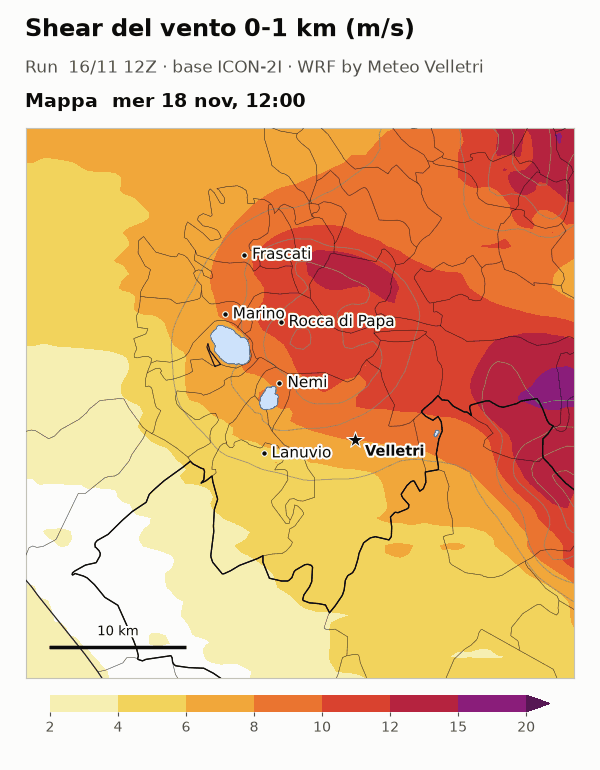 Shear del vento 0-1 km (m/s)
Run  16/11 12Z · base ICON-2I · WRF by Meteo Velletri
Mappa  mer 18 nov, 12:00
Frascati
Marino
Rocca di Papa
Nemi
Velletri
Lanuvio
10 km
2 4 6 8 10 12 15 20